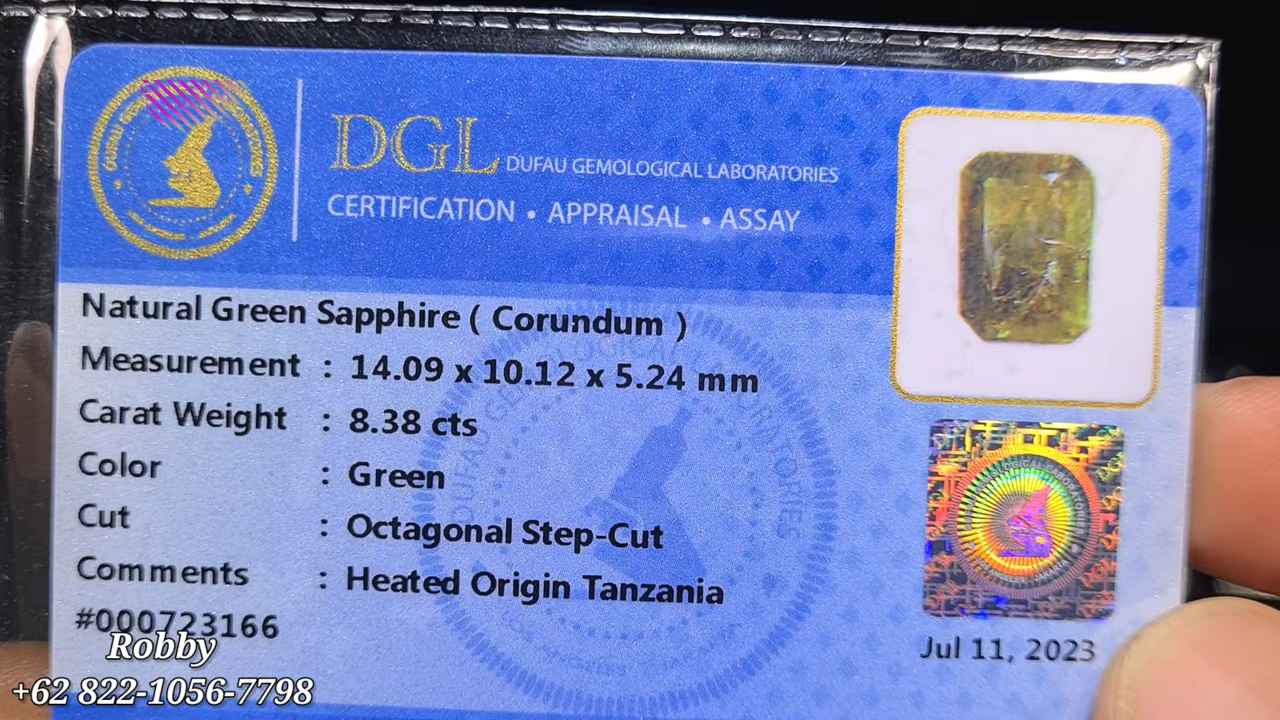 DGL DUFAU GEMOLOGICAL LABORATORIES
CERTIFICATION • APPRAISAL • ASSAY
Natural Green Sapphire ( Corundum )
Measurement : 14.09 x 10.12 x 5.24 mm
Carat Weight : 8.38 cts
Color : Green
Cut : Octagonal Step-Cut
Comments : Heated Origin Tanzania
#000723166
Jul 11, 2023
Robby
+62 822-1056-7798